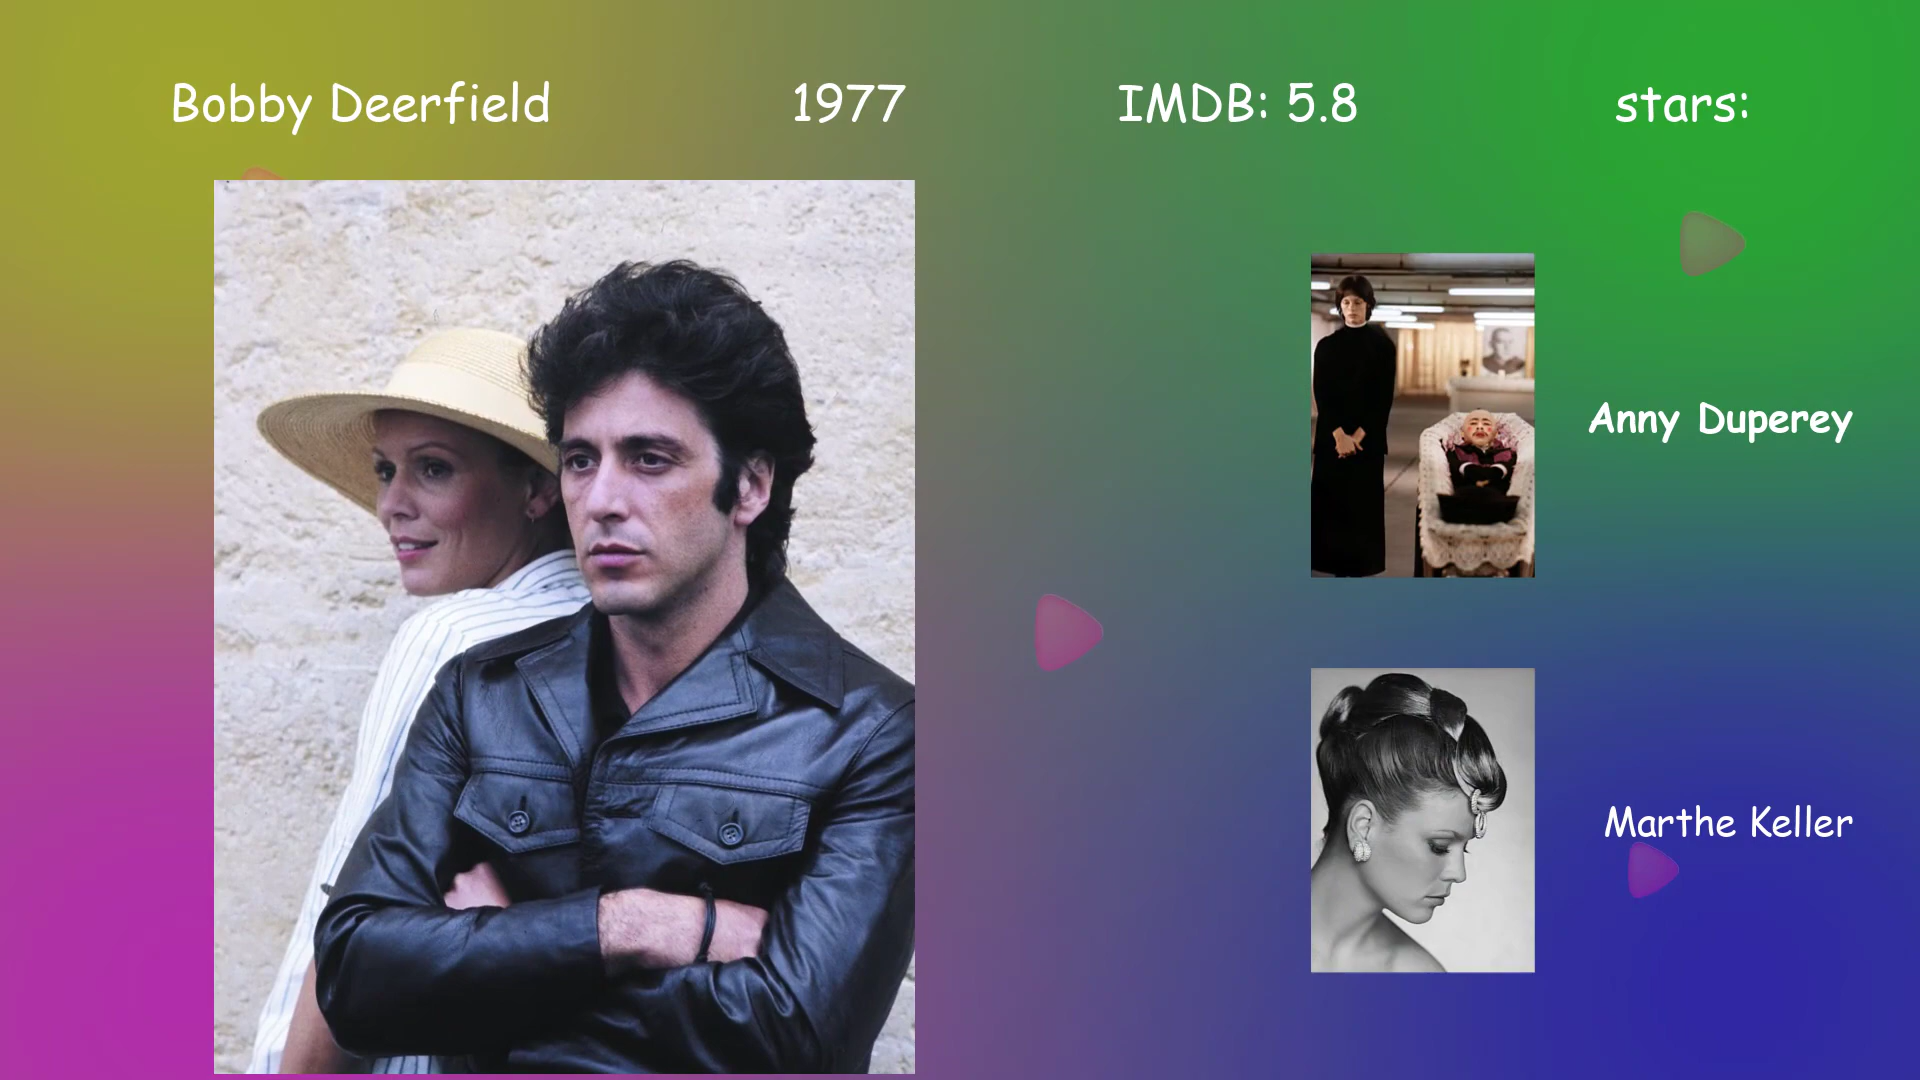 Bobby Deerfield
1977
IMDB: 5.8
stars:
Anny Duperey
Marthe Keller